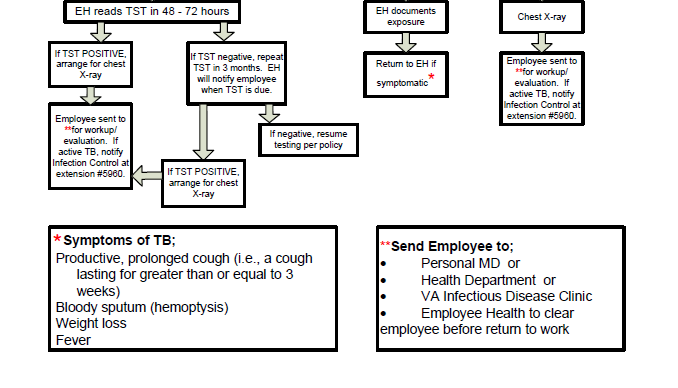 EH reads TST in 48 - 72 hours
EH documents
exposure
Chest X-ray
If TST POSITIVE,
arrange for chest
X-ray
If TST negative, repeat
TST in 3 months.  EH
will notify employee
when TST is due.
Return to EH if
symptomatic*
Employee sent to
**for workup/
evaluation.  If
active TB, notify
Infection Control at
extension #5960.
Employee sent to
**for workup/
evaluation.  If
active TB, notify
Infection Control at
extension #5960.
If negative, resume
testing per policy
If TST POSITIVE,
arrange for chest
X-ray
*Symptoms of TB;
Productive, prolonged cough (i.e., a cough
lasting for greater than or equal to 3
weeks)
Bloody sputum (hemoptysis)
Weight loss
Fever
**Send Employee to;
• Personal MD  or
• Health Department  or
• VA Infectious Disease Clinic
• Employee Health to clear
employee before return to work